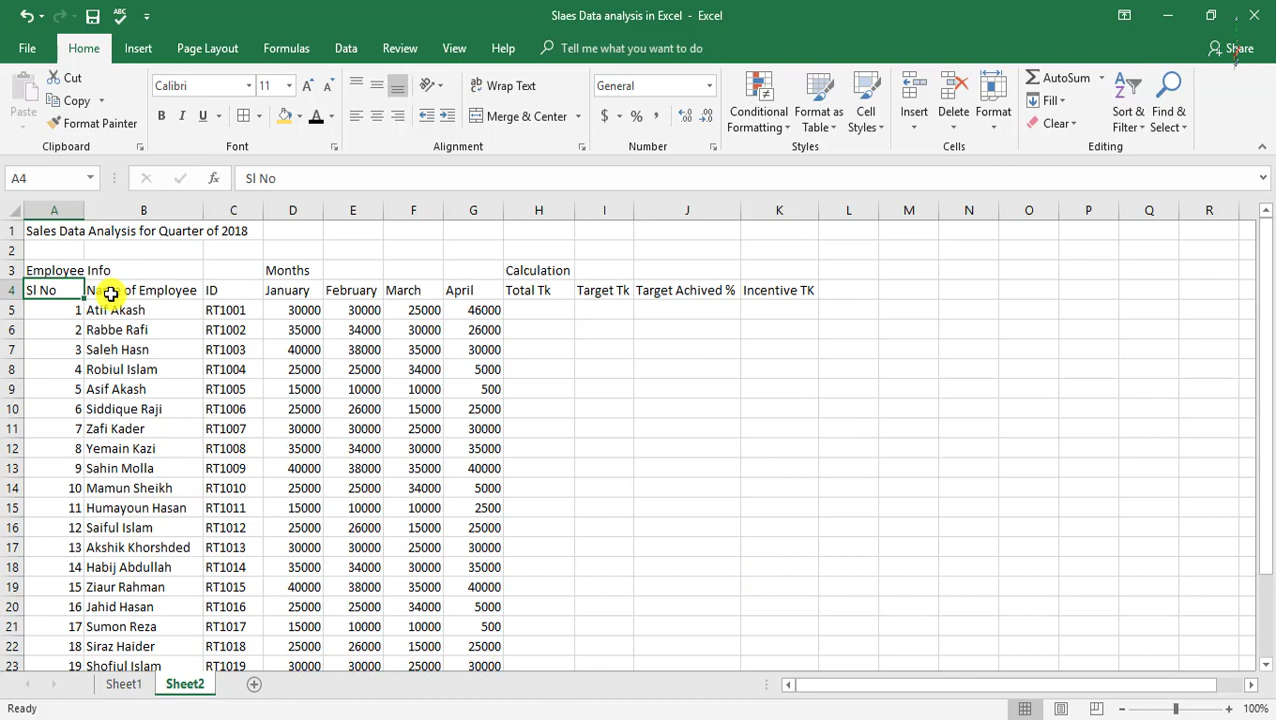 Slaes Data analysis in Excel - Excel
File Home Insert Page Layout Formulas Data Review View Help Tell me what you want to do Share
Cut
Copy
Format Painter
Paste
Calibri 11
B I U
Wrap Text
Merge & Center
General
$ % ,
Conditional Formatting
Format as Table
Cell Styles
Insert
Delete
Format
AutoSum
Fill
Clear
Sort & Filter
Find & Select
Clipboard Font Alignment Number Styles Cells Editing
A4 fx Sl No
A B C D E F G H I J K L M N O P Q R
1 Sales Data Analysis for Quarter of 2018
2
3 Employee Info Months Calculation
4 Sl No Name of Employee ID January February March April Total Tk Target Tk Target Achived % Incentive TK
5 1 Atif Akash RT1001 30000 30000 25000 46000
6 2 Rabbe Rafi RT1002 35000 34000 30000 26000
7 3 Saleh Hasn RT1003 40000 38000 35000 30000
8 4 Robiul Islam RT1004 25000 25000 34000 5000
9 5 Asif Akash RT1005 15000 10000 10000 500
10 6 Siddique Raji RT1006 25000 26000 15000 25000
11 7 Zafi Kader RT1007 30000 30000 25000 30000
12 8 Yemain Kazi RT1008 35000 34000 30000 35000
13 9 Sahin Molla RT1009 40000 38000 35000 40000
14 10 Mamun Sheikh RT1010 25000 25000 34000 5000
15 11 Humayoun Hasan RT1011 15000 10000 10000 2500
16 12 Saiful Islam RT1012 25000 26000 15000 25000
17 13 Akshik Khorshded RT1013 30000 30000 25000 30000
18 14 Habij Abdullah RT1014 35000 34000 30000 35000
19 15 Ziaur Rahman RT1015 40000 38000 35000 40000
20 16 Jahid Hasan RT1016 25000 25000 34000 5000
21 17 Sumon Reza RT1017 15000 10000 10000 500
22 18 Siraz Haider RT1018 25000 26000 15000 25000
23 19 Shofiul Islam RT1019 30000 30000 25000 30000
Sheet1 Sheet2
Ready 100%